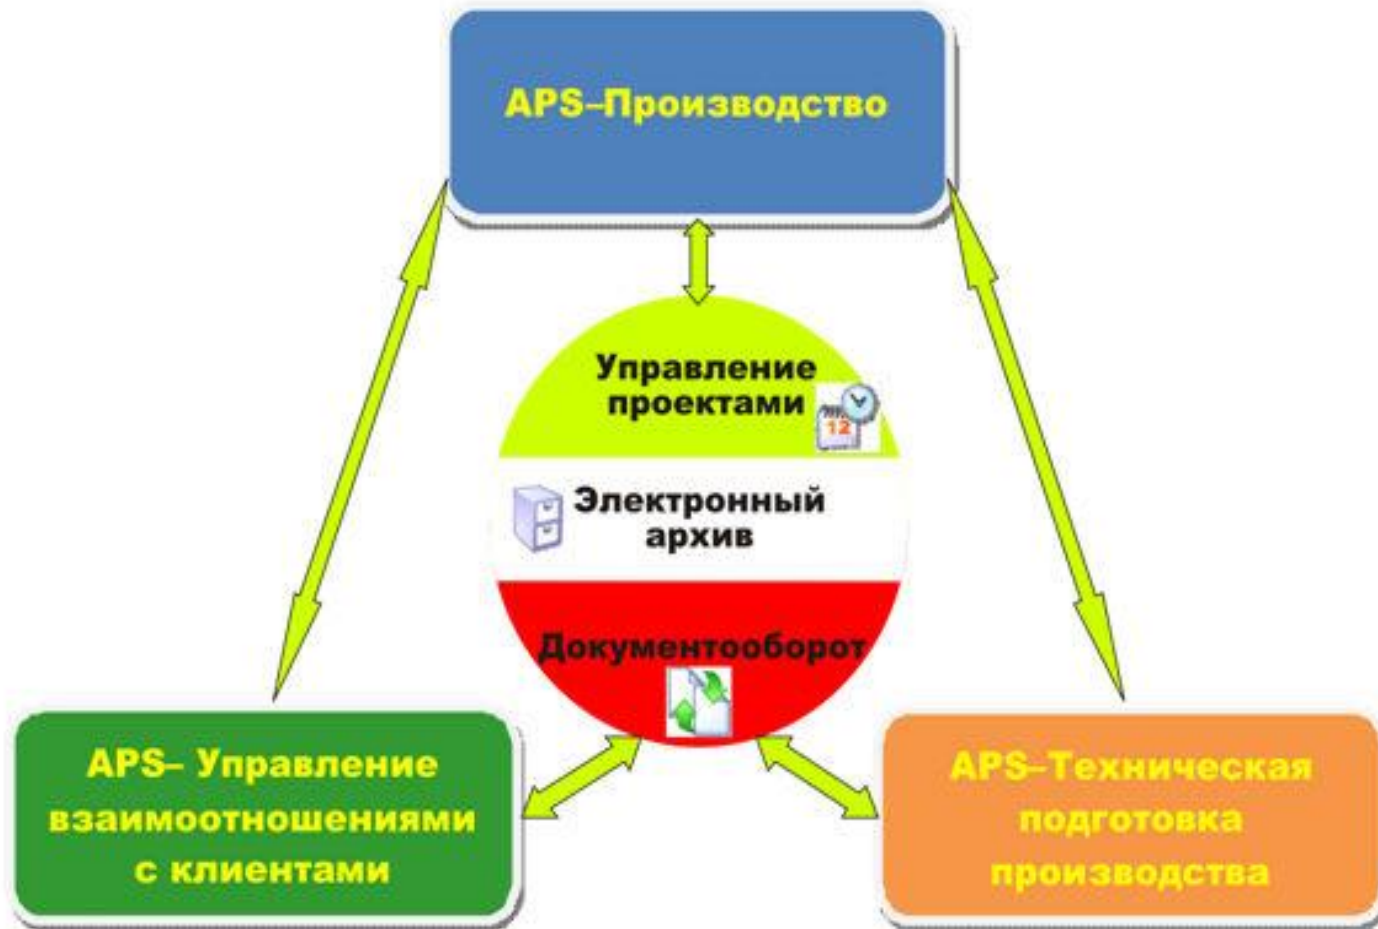 APS–Производство
Управление
проектами
12
Электронный
архив
Документооборот
APS– Управление
взаимоотношениями
с клиентами
APS–Техническая
подготовка
производства